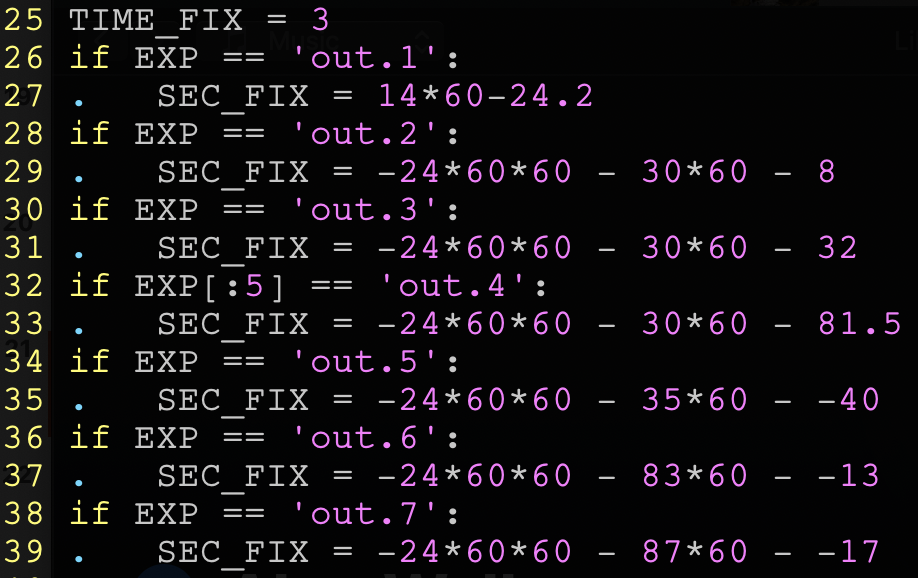 25 TIME_FIX = 3
26 if EXP == 'out.1':
27 .   SEC_FIX = 14*60-24.2
28 if EXP == 'out.2':
29 .   SEC_FIX = -24*60*60 - 30*60 - 8
30 if EXP == 'out.3':
31 .   SEC_FIX = -24*60*60 - 30*60 - 32
32 if EXP[:5] == 'out.4':
33 .   SEC_FIX = -24*60*60 - 30*60 - 81.5
34 if EXP == 'out.5':
35 .   SEC_FIX = -24*60*60 - 35*60 - -40
36 if EXP == 'out.6':
37 .   SEC_FIX = -24*60*60 - 83*60 - -13
38 if EXP == 'out.7':
39 .   SEC_FIX = -24*60*60 - 87*60 - -17